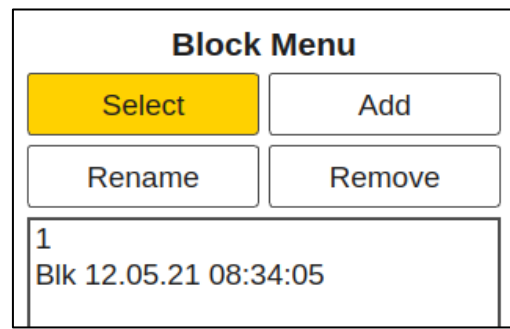 Block Menu
Select Add
Rename Remove
1
Blk 12.05.21 08:34:05